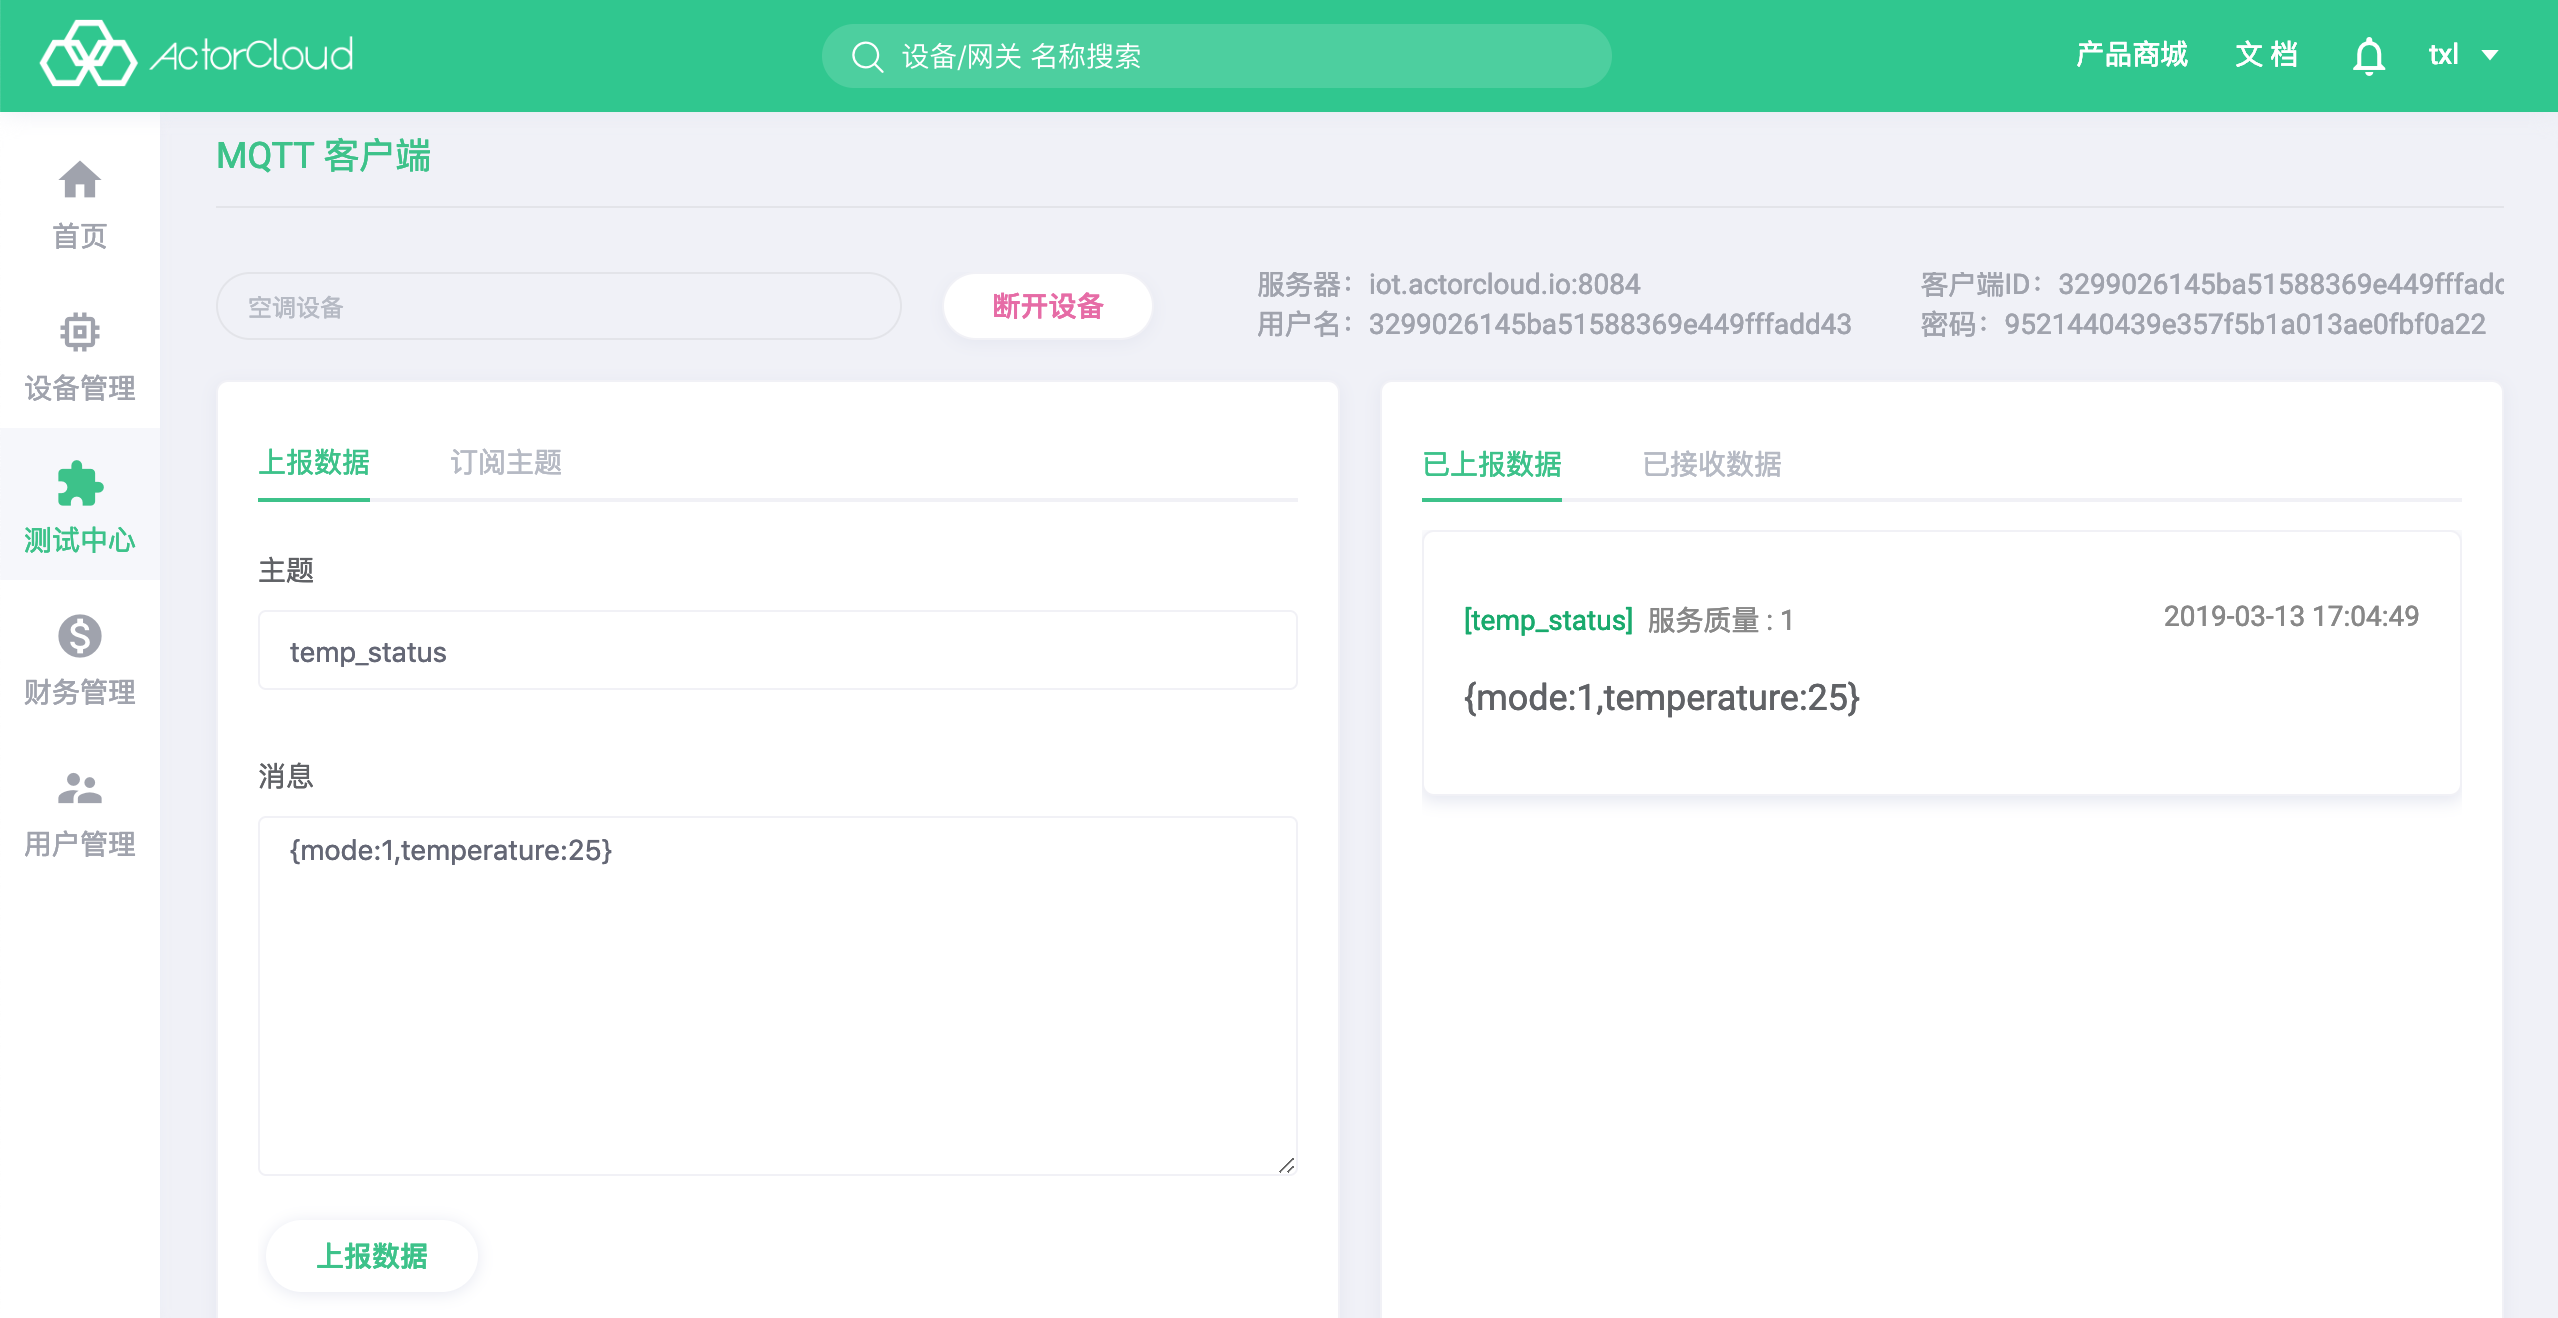 ActorCloud
设备/网关 名称搜索
产品商城
文 档
txl
首页
设备管理
测试中心
财务管理
用户管理
MQTT 客户端
空调设备
断开设备
服务器：iot.actorcloud.io:8084
用户名：3299026145ba51588369e449fffadd43
客户端ID：3299026145ba51588369e449fffadd
密码：9521440439e357f5b1a013ae0fbf0a22
上报数据
订阅主题
主题
temp_status
消息
{mode:1,temperature:25}
上报数据
已上报数据
已接收数据
[temp_status] 服务质量 : 1
2019-03-13 17:04:49
{mode:1,temperature:25}